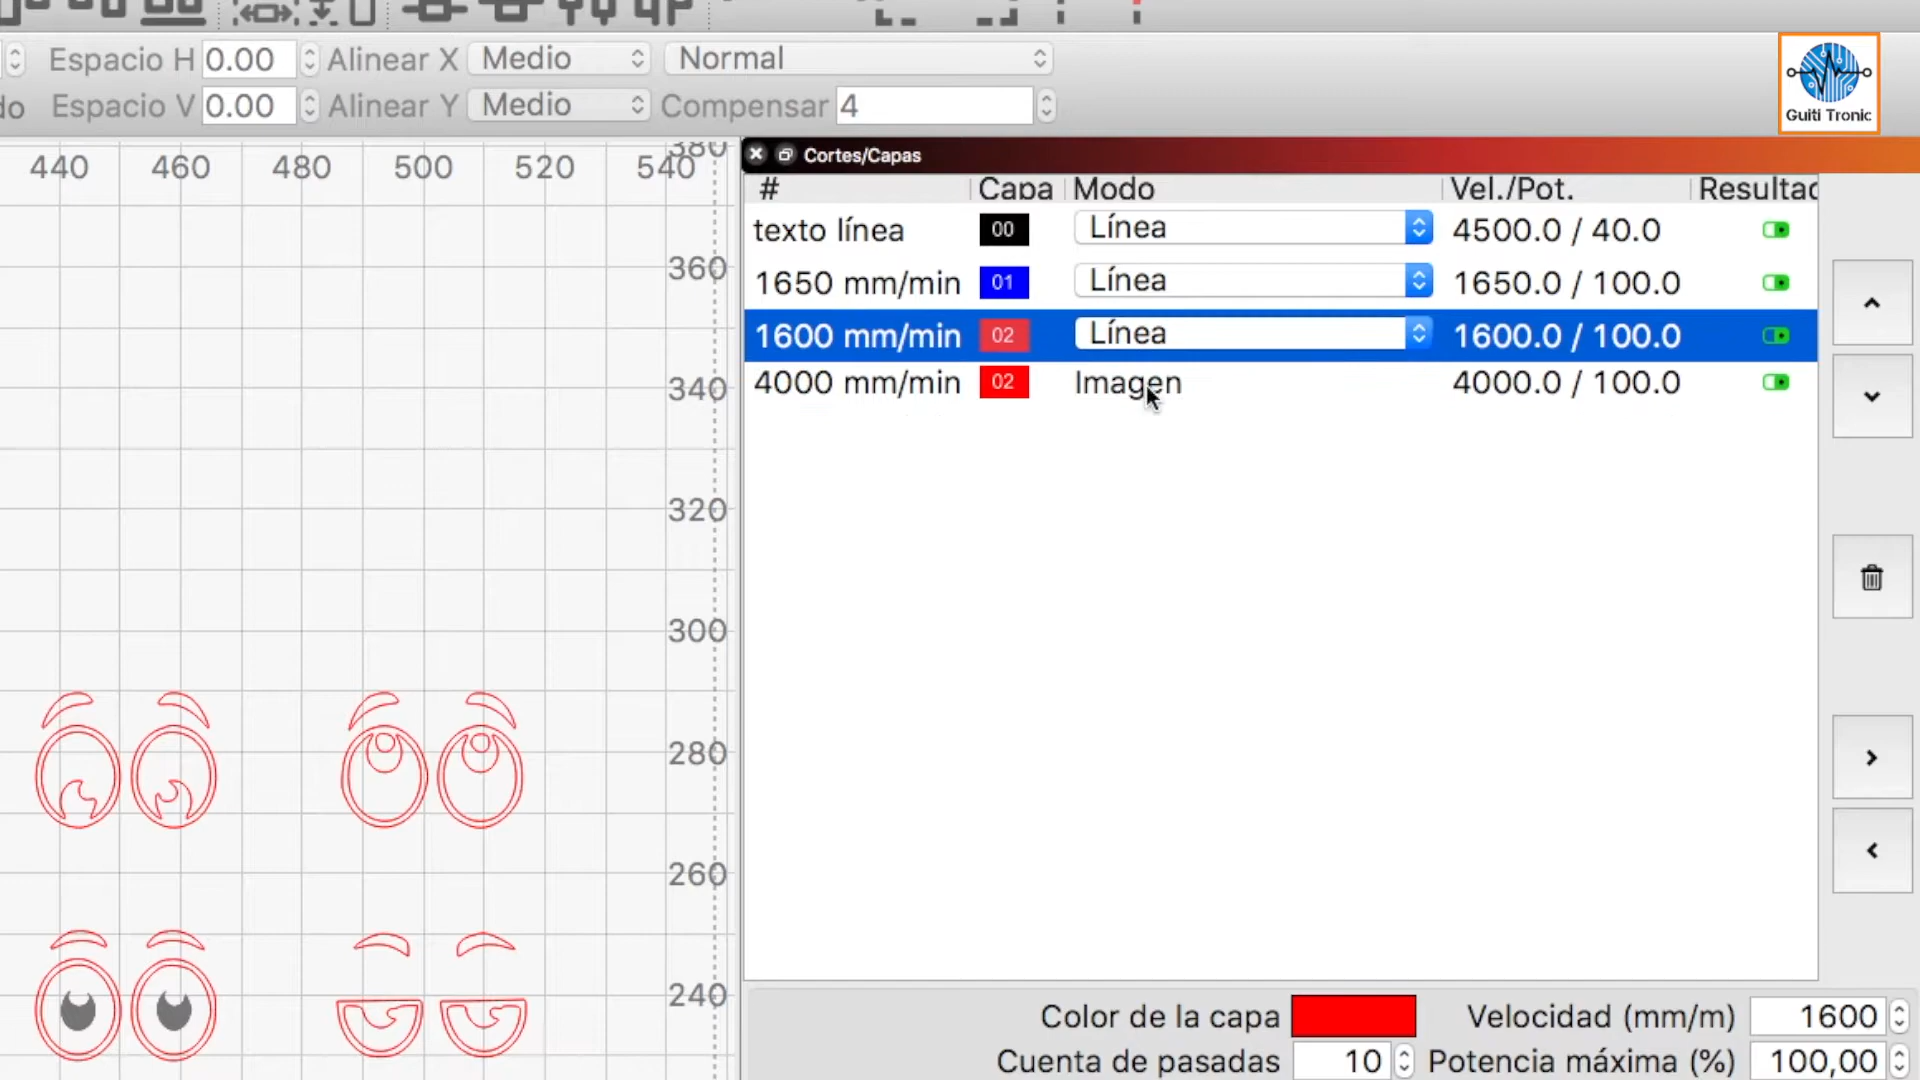 Espacio H 0.00 Alinear X Medio Normal
do Espacio V 0.00 Alinear Y Medio Compensar 4
Guiti Tronic
Cortes/Capas
440 460 480 500 520 540
380
360
340
320
300
280
260
240
# Capa Modo Vel./Pot. Resultad
texto línea 00 Línea 4500.0 / 40.0
1650 mm/min 01 Línea 1650.0 / 100.0
1600 mm/min 02 Línea 1600.0 / 100.0
4000 mm/min 02 Imagen 4000.0 / 100.0
Color de la capa Velocidad (mm/m) 1600
Cuenta de pasadas 10 Potencia máxima (%) 100,00